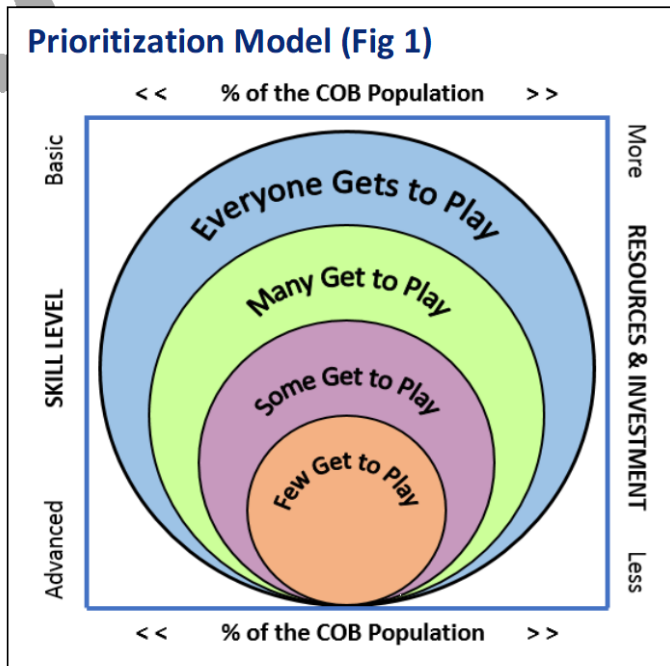 Prioritization Model (Fig 1)
<< % of the COB Population >>
Basic
SKILL LEVEL
Advanced
Everyone Gets to Play
Many Get to Play
Some Get to Play
Few Get to Play
More
RESOURCES & INVESTMENT
Less
<< % of the COB Population >>